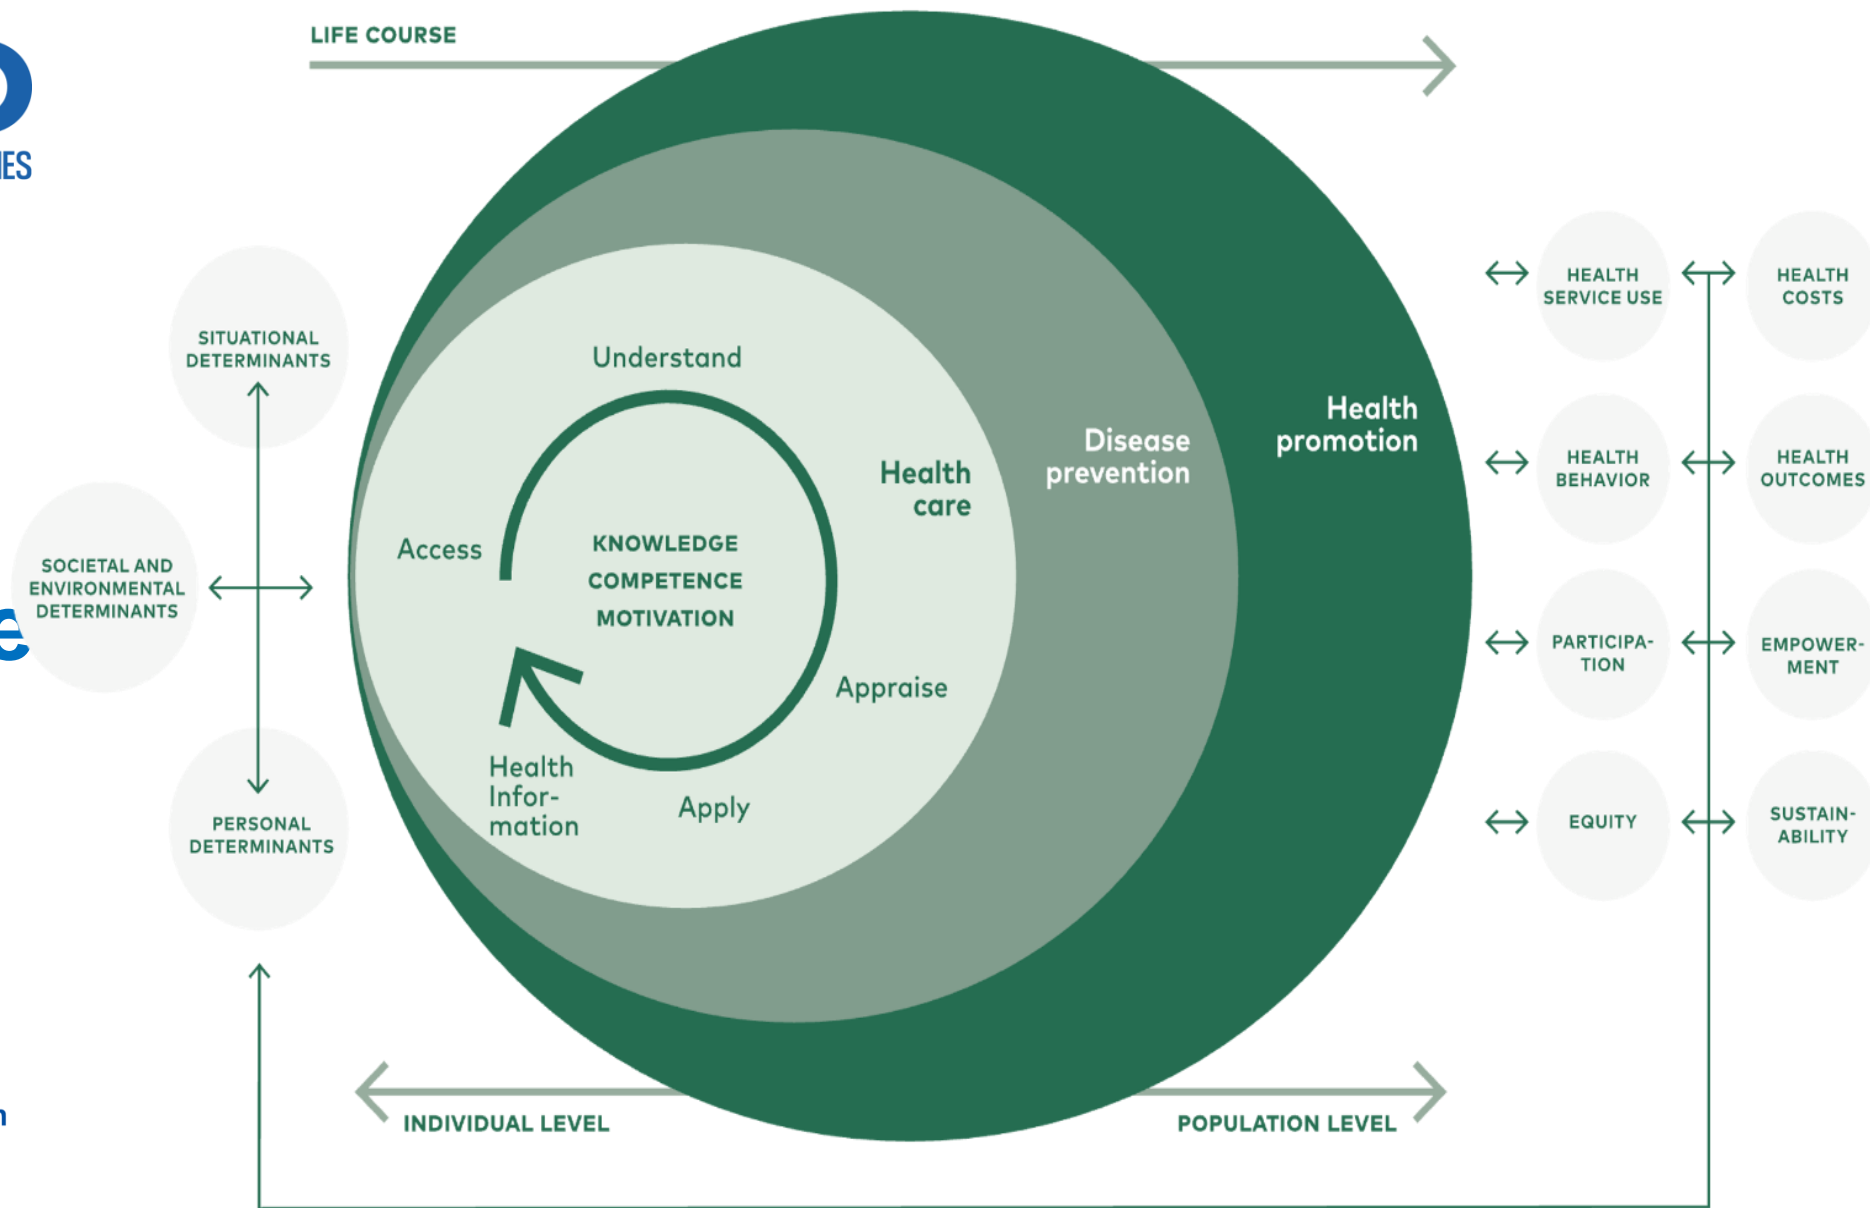 LIFE COURSE
IES
SITUATIONAL
DETERMINANTS
SOCIETAL AND
ENVIRONMENTAL
DETERMINANTS
e
PERSONAL
DETERMINANTS
Understand
Access
KNOWLEDGE
COMPETENCE
MOTIVATION
Appraise
Apply
Health
Infor-
mation
Health
care
Disease
prevention
Health
promotion
HEALTH
SERVICE USE
HEALTH
COSTS
HEALTH
BEHAVIOR
HEALTH
OUTCOMES
PARTICIPA-
TION
EMPOWER-
MENT
EQUITY
SUSTAIN-
ABILITY
INDIVIDUAL LEVEL
POPULATION LEVEL